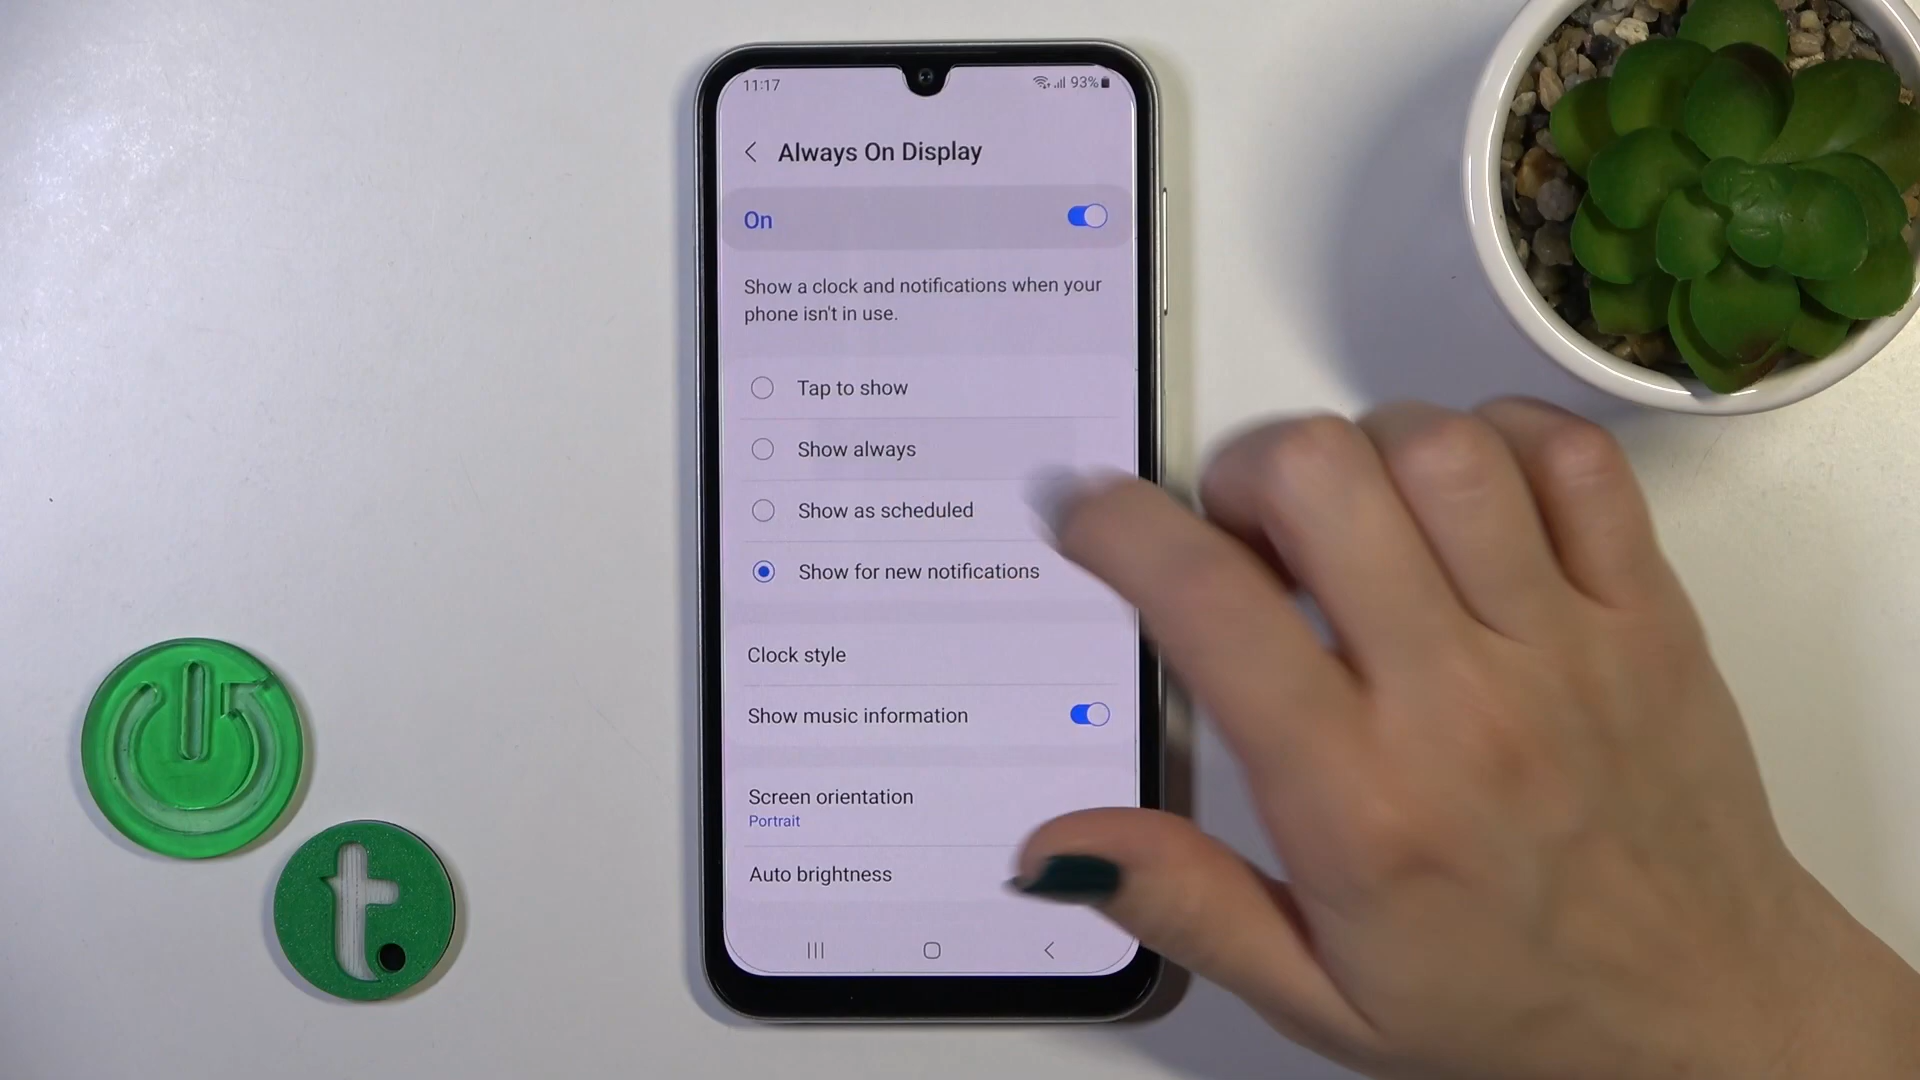 11:17
93%
Always On Display
On
Show a clock and notifications when your
phone isn't in use.
Tap to show
Show always
Show as scheduled
Show for new notifications
Clock style
Show music information
Screen orientation
Portrait
Auto brightness
t.